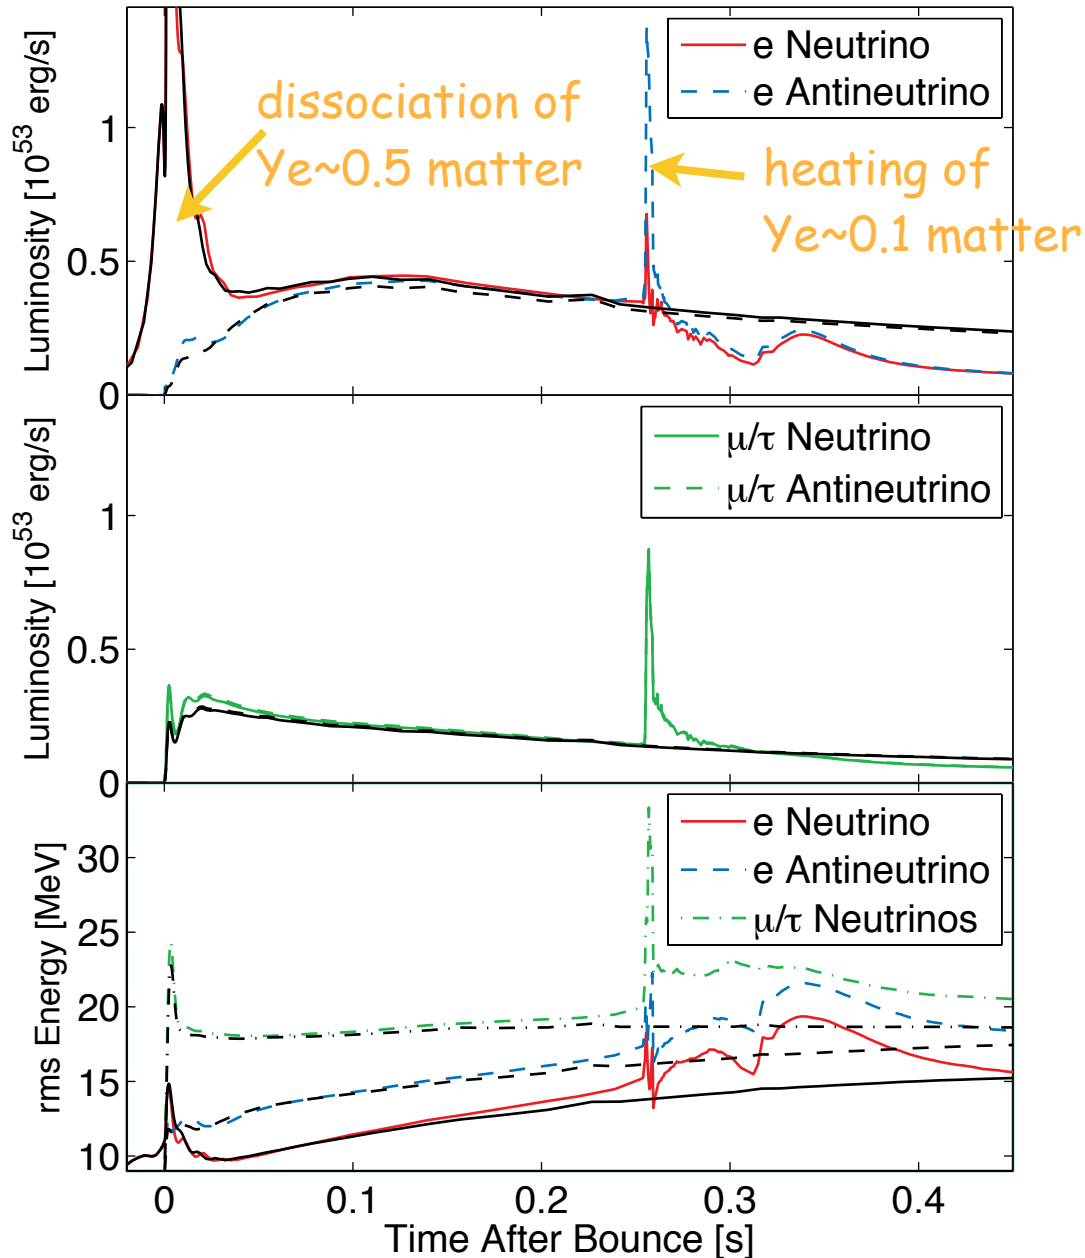 e Neutrino
e Antineutrino
dissociation of
Ye~0.5 matter
heating of
Ye~0.1 matter
Luminosity [10^53 erg/s]
1
0.5
0
μ/τ Neutrino
μ/τ Antineutrino
Luminosity [10^53 erg/s]
1
0.5
0
e Neutrino
e Antineutrino
μ/τ Neutrinos
rms Energy [MeV]
30
25
20
15
10
0 0.1 0.2 0.3 0.4
Time After Bounce [s]